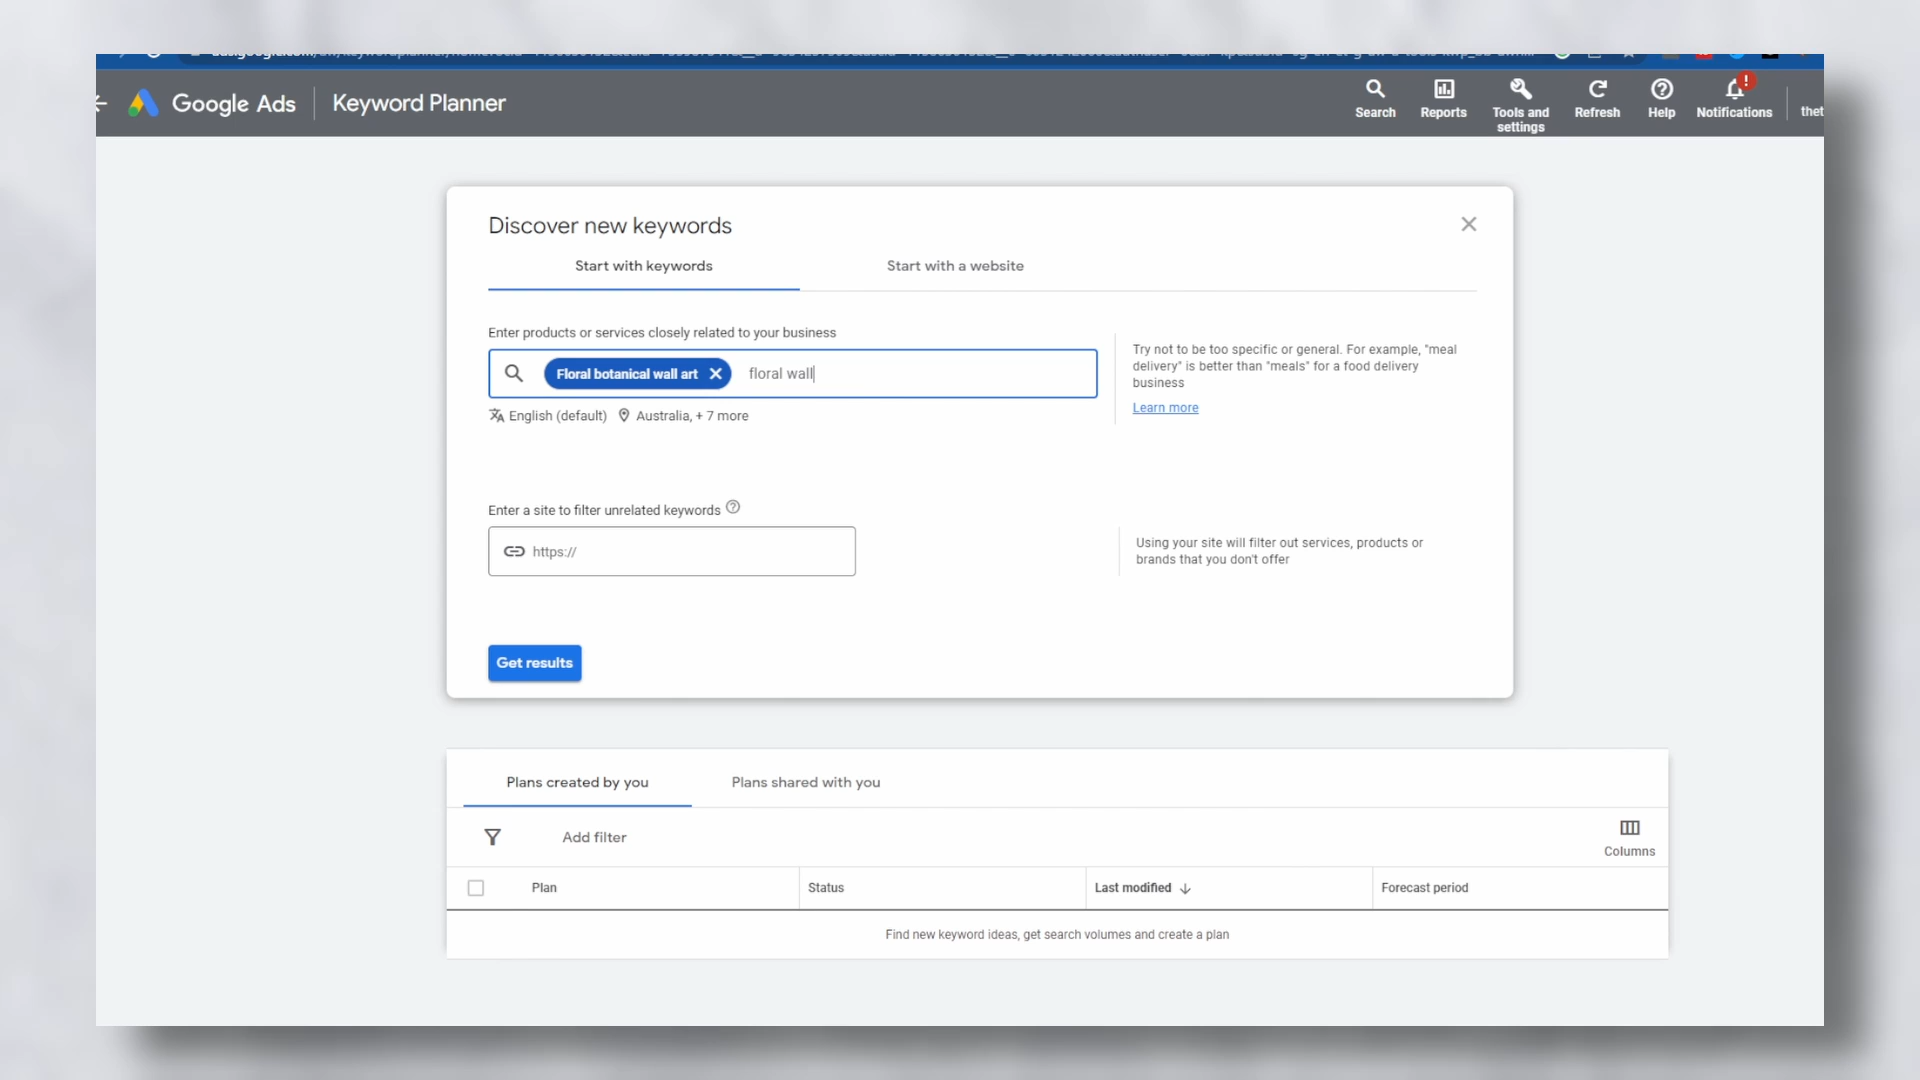 Google Ads
Keyword Planner
Search
Reports
Tools and
settings
Refresh
Help
Notifications
thet
Discover new keywords
Start with keywords
Start with a website
Enter products or services closely related to your business
Floral botanical wall art
floral wall
English (default)
Australia, + 7 more
Try not to be too specific or general. For example, "meal
delivery" is better than "meals" for a food delivery
business
Learn more
Enter a site to filter unrelated keywords
https://
Using your site will filter out services, products or
brands that you don't offer
Get results
Plans created by you
Plans shared with you
Add filter
Columns
Plan
Status
Last modified
Forecast period
Find new keyword ideas, get search volumes and create a plan